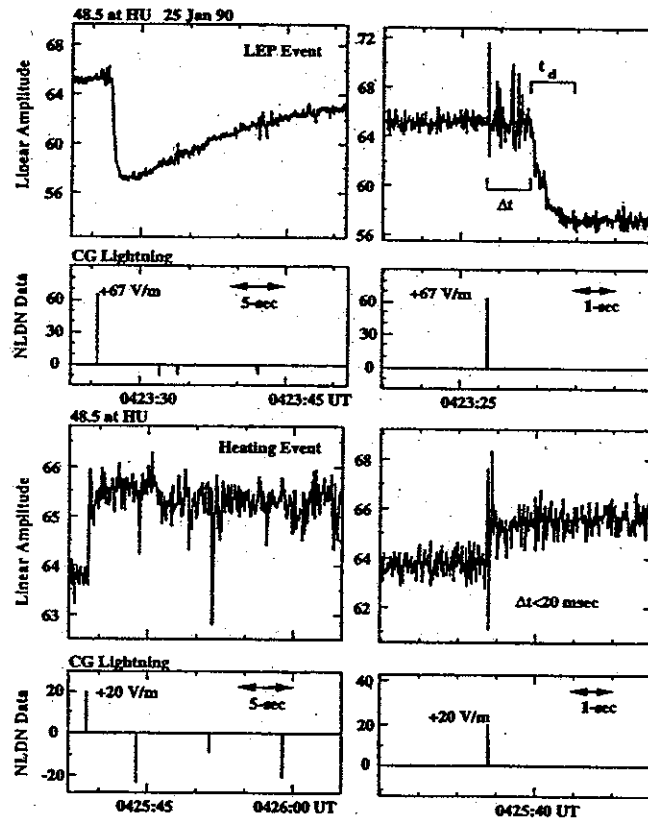 48.5 at HU 25 Jan 90
LEP Event
Linear Amplitude
68
64
60
56
72
64
60
56
t_d
Δt
CG Lightning
NLDN Data
60
30
0
+67 V/m
5-sec
0423:30
0423:45 UT
60
30
0
+67 V/m
1-sec
0423:25
48.5 at HU
Heating Event
Linear Amplitude
66
65
64
63
68
66
64
62
Δt<20 msec
CG Lightning
NLDN Data
20
0
-20
+20 V/m
5-sec
0425:45
0426:00 UT
40
20
0
+20 V/m
1-sec
0425:40 UT